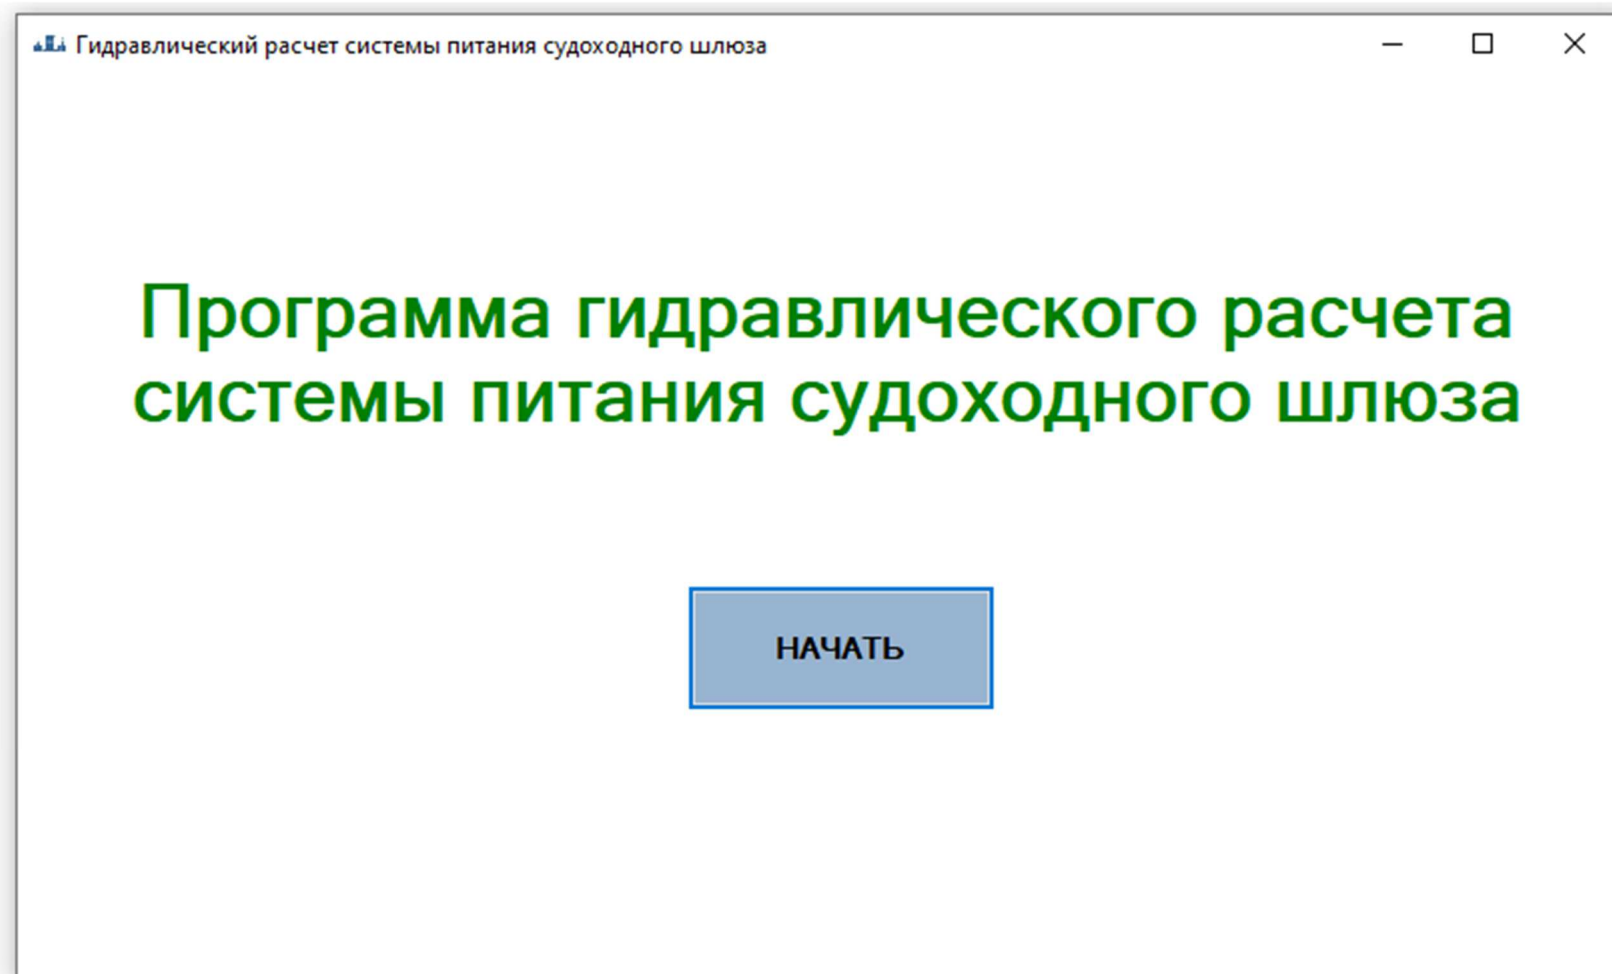 Гидравлический расчет системы питания судоходного шлюза
Программа гидравлического расчета
системы питания судоходного шлюза
НАЧАТЬ